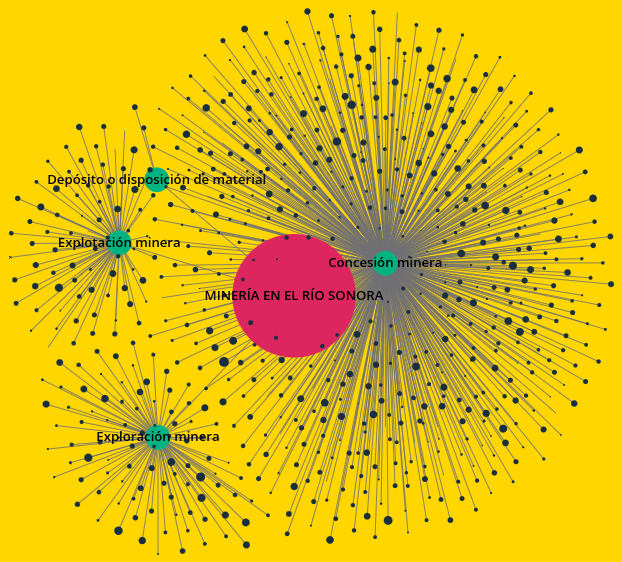 Depósito o disposición de material
Explotación minera
Concesión minera
MINERÍA EN EL RÍO SONORA
Exploración minera